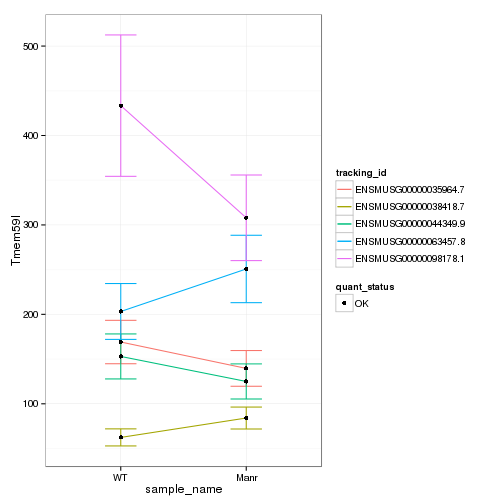 500
400
300
200
100
Tmem59l
WT
Manr
sample_name
tracking_id
ENSMUSG00000035964.7
ENSMUSG00000038418.7
ENSMUSG00000044349.9
ENSMUSG00000063457.8
ENSMUSG00000098178.1
quant_status
OK